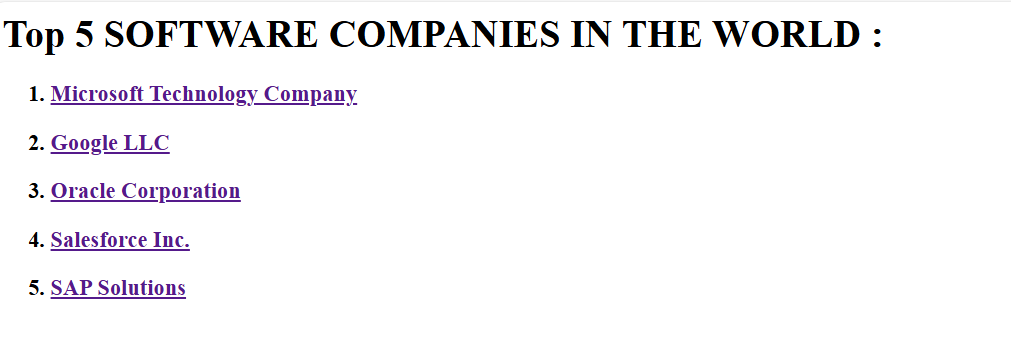 Top 5 SOFTWARE COMPANIES IN THE WORLD :
1. Microsoft Technology Company
2. Google LLC
3. Oracle Corporation
4. Salesforce Inc.
5. SAP Solutions